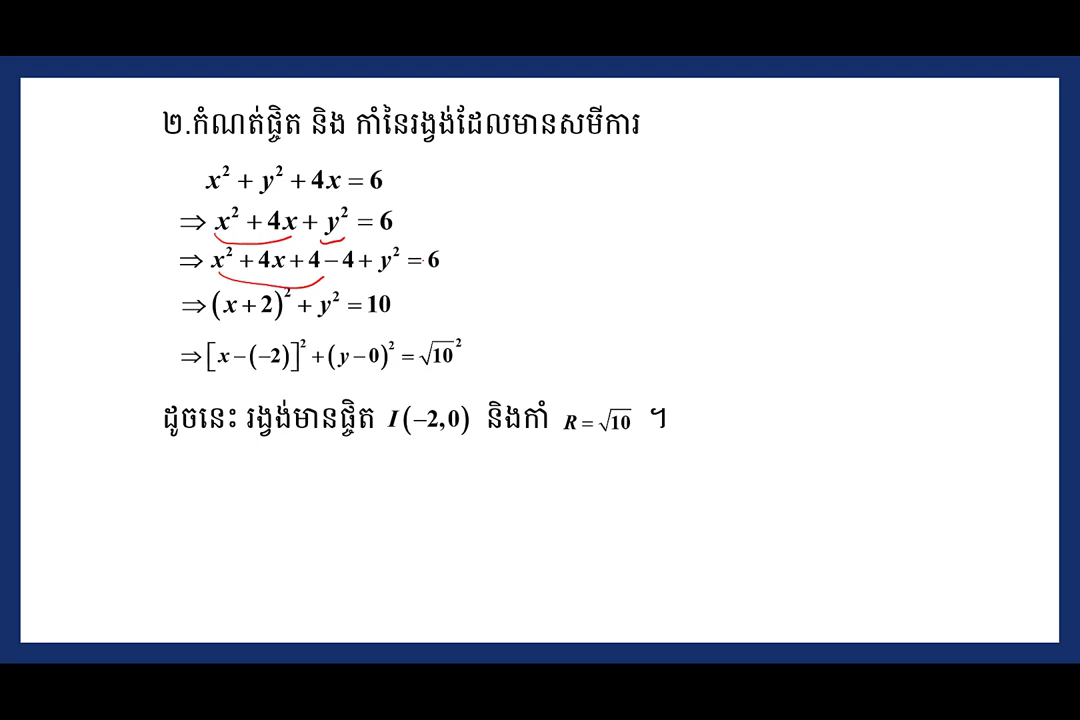 ២.កំណត់ផ្ចិត និង កាំនៃរង្វង់ដែលមានសមីការ
x² + y² + 4x = 6
⇒ x² + 4x + y² = 6
⇒ x² + 4x + 4 − 4 + y² = 6
⇒ (x + 2)² + y² = 10
⇒ [x − (−2)]² + (y − 0)² = √10²
ដូចនេះ រង្វង់មានផ្ចិត I(−2,0) និងកាំ R = √10 ។